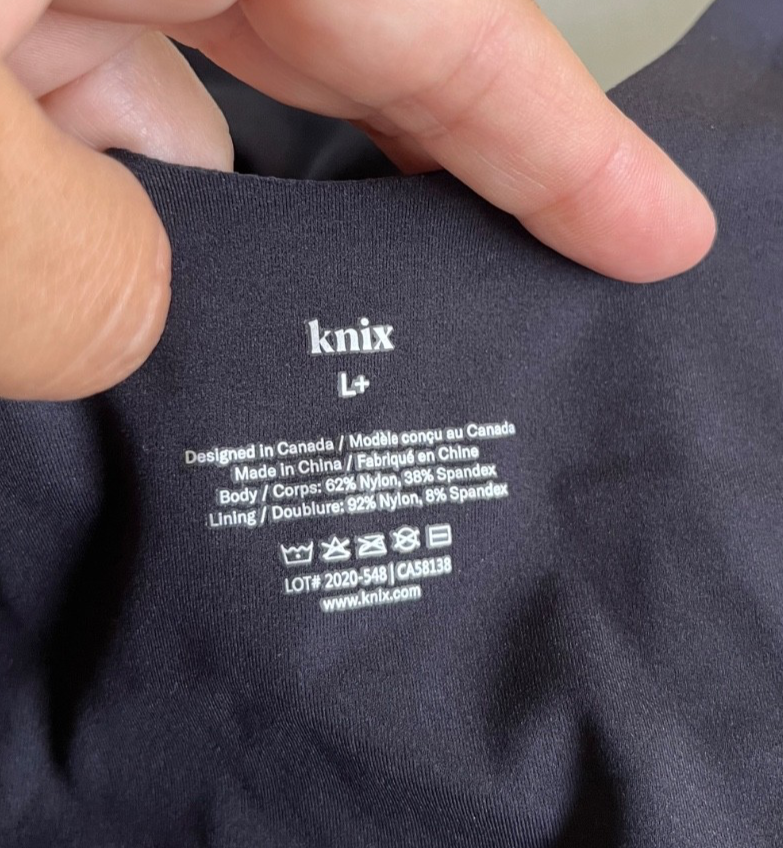 knix
L+
Designed in Canada / Modèle conçu au Canada
Made in China / Fabriqué en Chine
Body / Corps: 62% Nylon, 38% Spandex
Lining / Doublure: 92% Nylon, 8% Spandex
LOT# 2020-548 | CA58138
www.knix.com